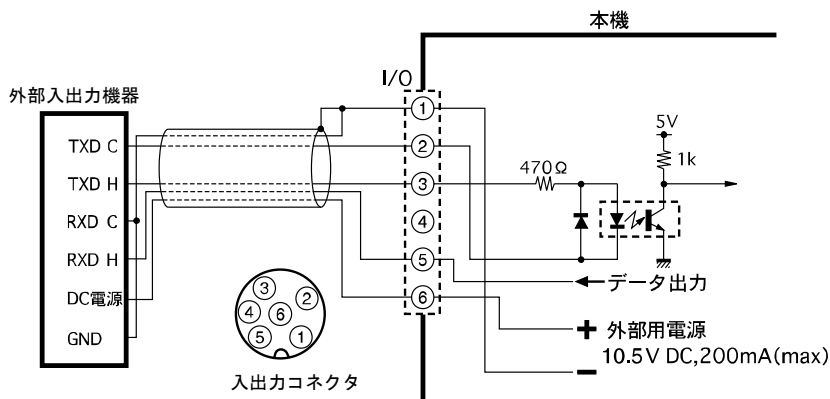 本機
I/O
外部入出力機器
TXD C
TXD H
RXD C
RXD H
DC電源
GND
1
2
3
4
5
6
5V
1k
470Ω
データ出力
+ 外部用電源
10.5V DC,200mA(max)
−
3
2
4
6
5
1
入出力コネクタ